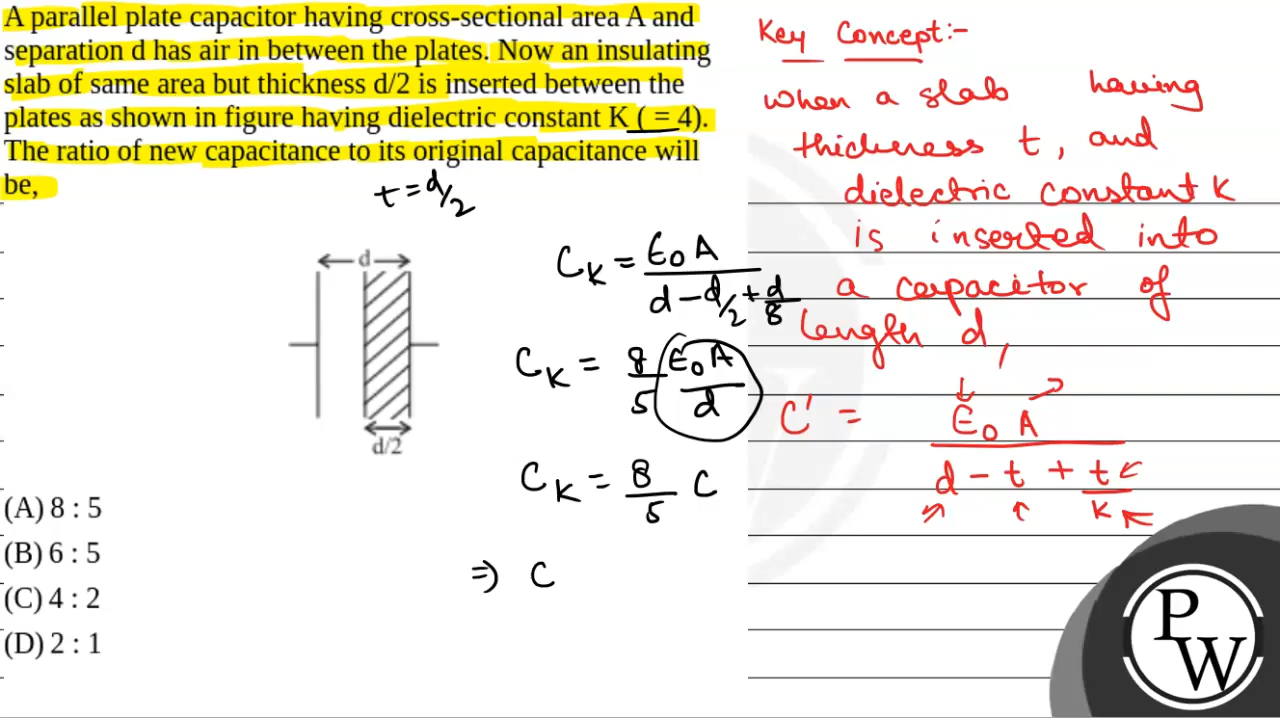 A parallel plate capacitor having cross-sectional area A and
separation d has air in between the plates. Now an insulating
slab of same area but thickness d/2 is inserted between the
plates as shown in figure having dielectric constant K ( = 4).
The ratio of new capacitance to its original capacitance will
be,
t = d/2
d
d/2
(A) 8 : 5
(B) 6 : 5
(C) 4 : 2
(D) 2 : 1
C_K = ε₀A / (d - d/2 + d/8)
C_K = 8/5 ε₀A/d
C_K = 8/5 C
⇒ C
Key Concept:-
when a slab having
thickness t, and
dielectric constant K
is inserted into
a capacitor of
length d,
C' = ε₀ A / (d - t + t/K)
P
W